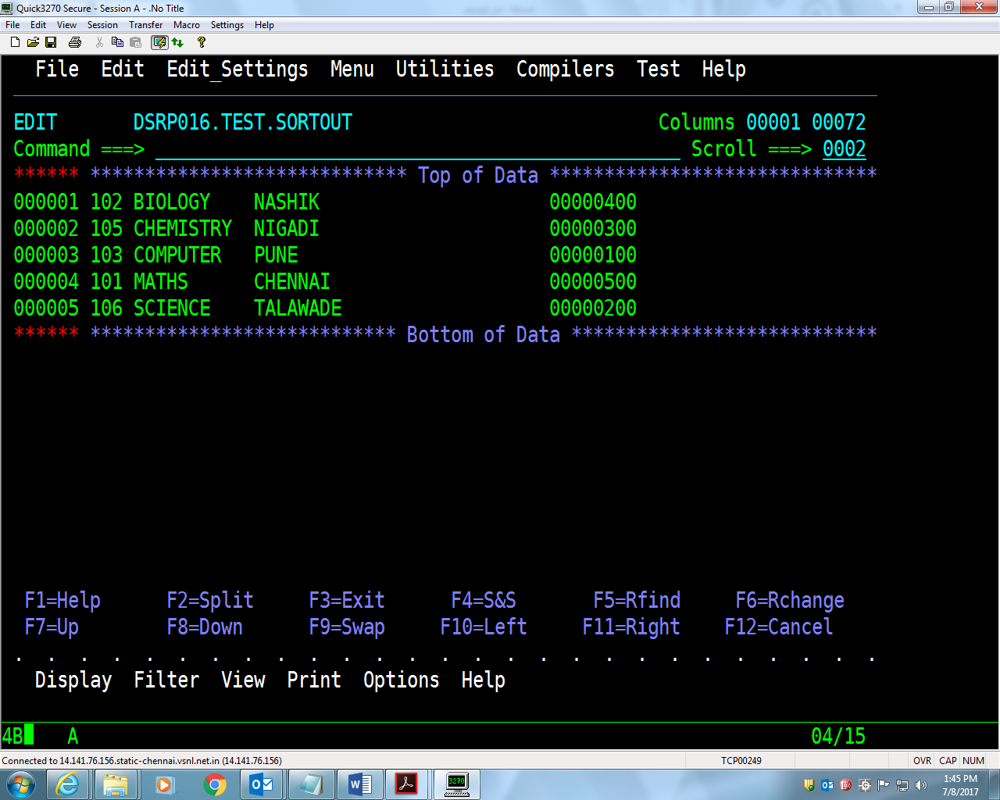 Quick3270 Secure - Session A - .No Title
File Edit View Session Transfer Macro Settings Help
File Edit Edit_Settings Menu Utilities Compilers Test Help
EDIT DSRP016.TEST.SORTOUT Columns 00001 00072
Command ===> Scroll ===> 0002
****** ***************************** Top of Data ******************************
000001 102 BIOLOGY NASHIK 00000400
000002 105 CHEMISTRY NIGADI 00000300
000003 103 COMPUTER PUNE 00000100
000004 101 MATHS CHENNAI 00000500
000005 106 SCIENCE TALAWADE 00000200
****** **************************** Bottom of Data ****************************
F1=Help F2=Split F3=Exit F4=S&S F5=Rfind F6=Rchange
F7=Up F8=Down F9=Swap F10=Left F11=Right F12=Cancel
. . . . . . . . . . . . . . . . . . . . . . . . . . .
Display Filter View Print Options Help
4B A 04/15
Connected to 14.141.76.156.static-chennai.vsnl.net.in (14.141.76.156) TCP00249 OVR CAP NUM
3270
1:45 PM
7/8/2017